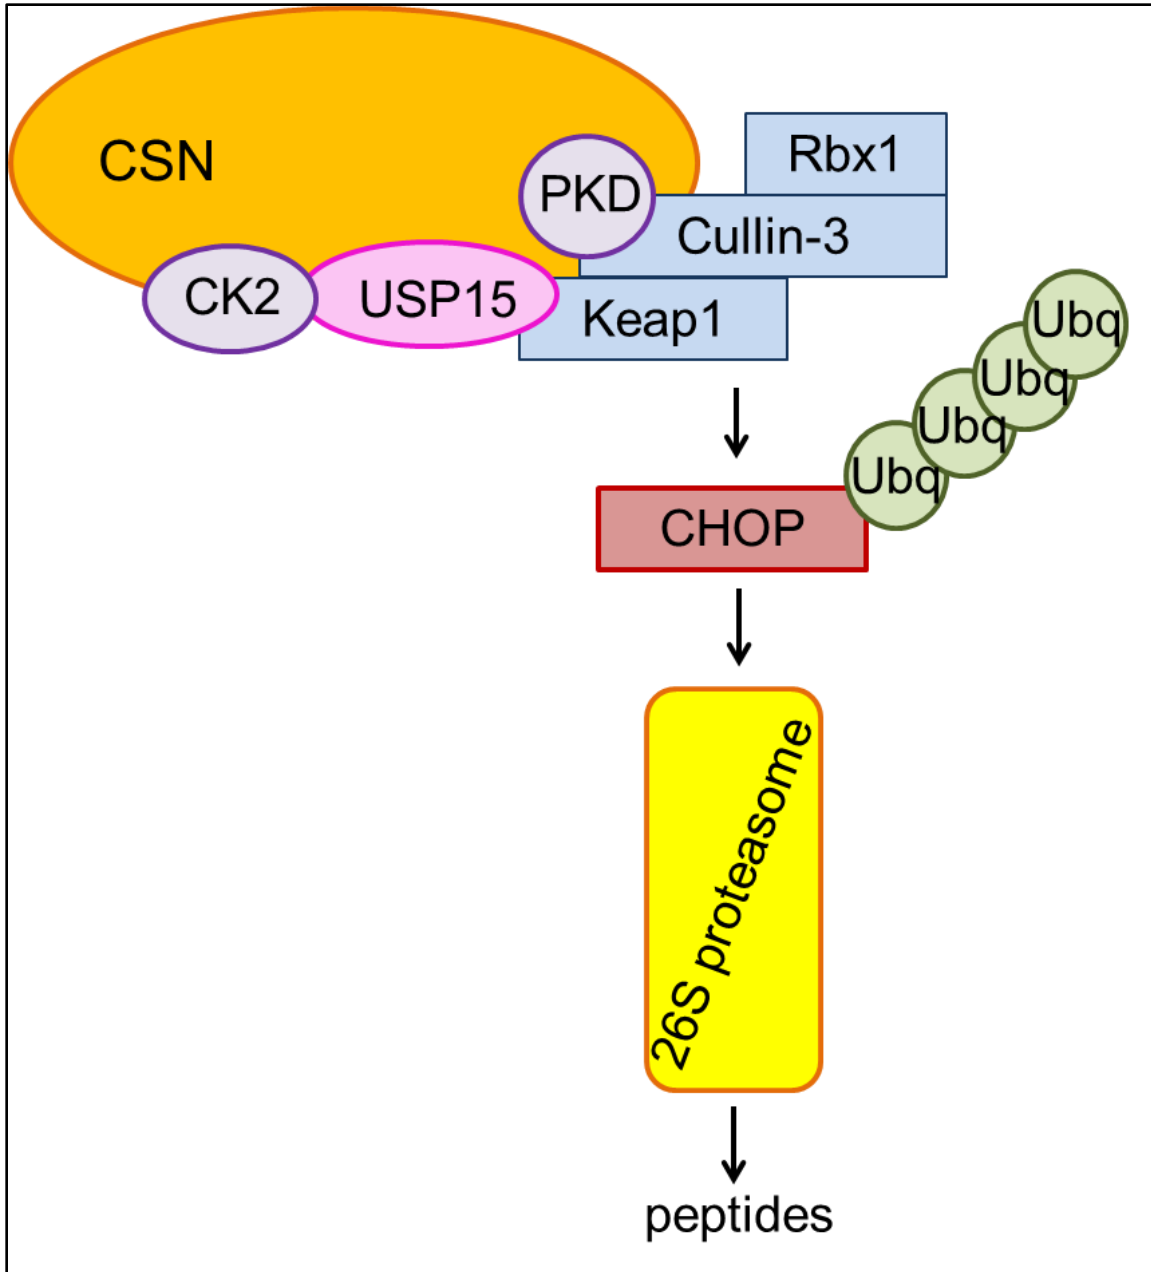 CSN
PKD
Rbx1
Cullin-3
CK2
USP15
Keap1
Ubq
Ubq
Ubq
Ubq
CHOP
26S proteasome
peptides